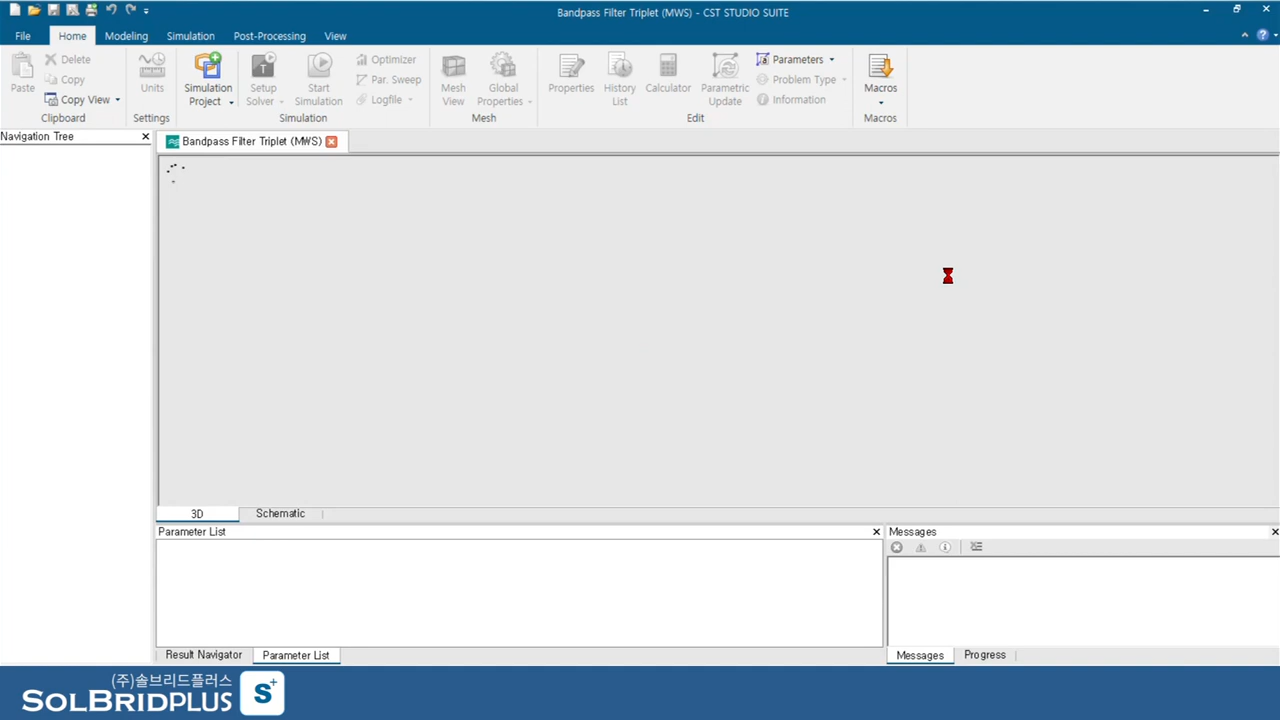 Bandpass Filter Triplet (MWS) - CST STUDIO SUITE
File Home Modeling Simulation Post-Processing View
Paste
Delete
Copy
Copy View
Clipboard
Units
Settings
Simulation Project
Setup Solver
Start Simulation
Optimizer
Par. Sweep
Logfile
Simulation
Mesh View
Global Properties
Mesh
Properties
History List
Calculator
Parametric Update
Parameters
Problem Type
Information
Edit
Macros
Macros
Navigation Tree
Bandpass Filter Triplet (MWS)
3D Schematic
Parameter List
Messages
Result Navigator Parameter List
Messages Progress
(주)솔브리드플러스
SOLBRIDPLUS
S+